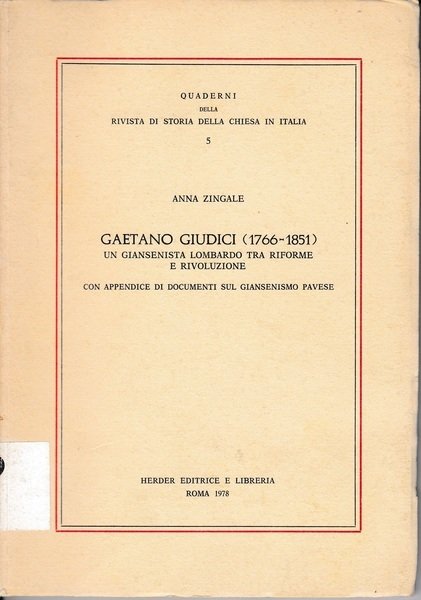 QUADERNI
DELLA
RIVISTA DI STORIA DELLA CHIESA IN ITALIA
5
ANNA ZINGALE
GAETANO GIUDICI (1766-1851)
UN GIANSENISTA LOMBARDO TRA RIFORME
E RIVOLUZIONE
CON APPENDICE DI DOCUMENTI SUL GIANSENISMO PAVESE
HERDER EDITRICE E LIBRERIA
ROMA 1978